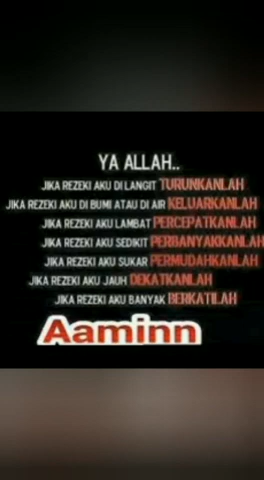 YA ALLAH..
JIKA REZEKI AKU DI LANGIT TURUNKANLAH
JIKA REZEKI AKU DI BUMI ATAU DI AIR KELUARKANLAH
JIKA REZEKI AKU LAMBAT PERCEPATKANLAH
JIKA REZEKI AKU SEDIKIT PERBANYAKKANLAH
JIKA REZEKI AKU SUKAR PERMUDAHKANLAH
JIKA REZEKI AKU JAUH DEKATKANLAH
JIKA REZEKI AKU BANYAK BERKATILAH
Aaminn